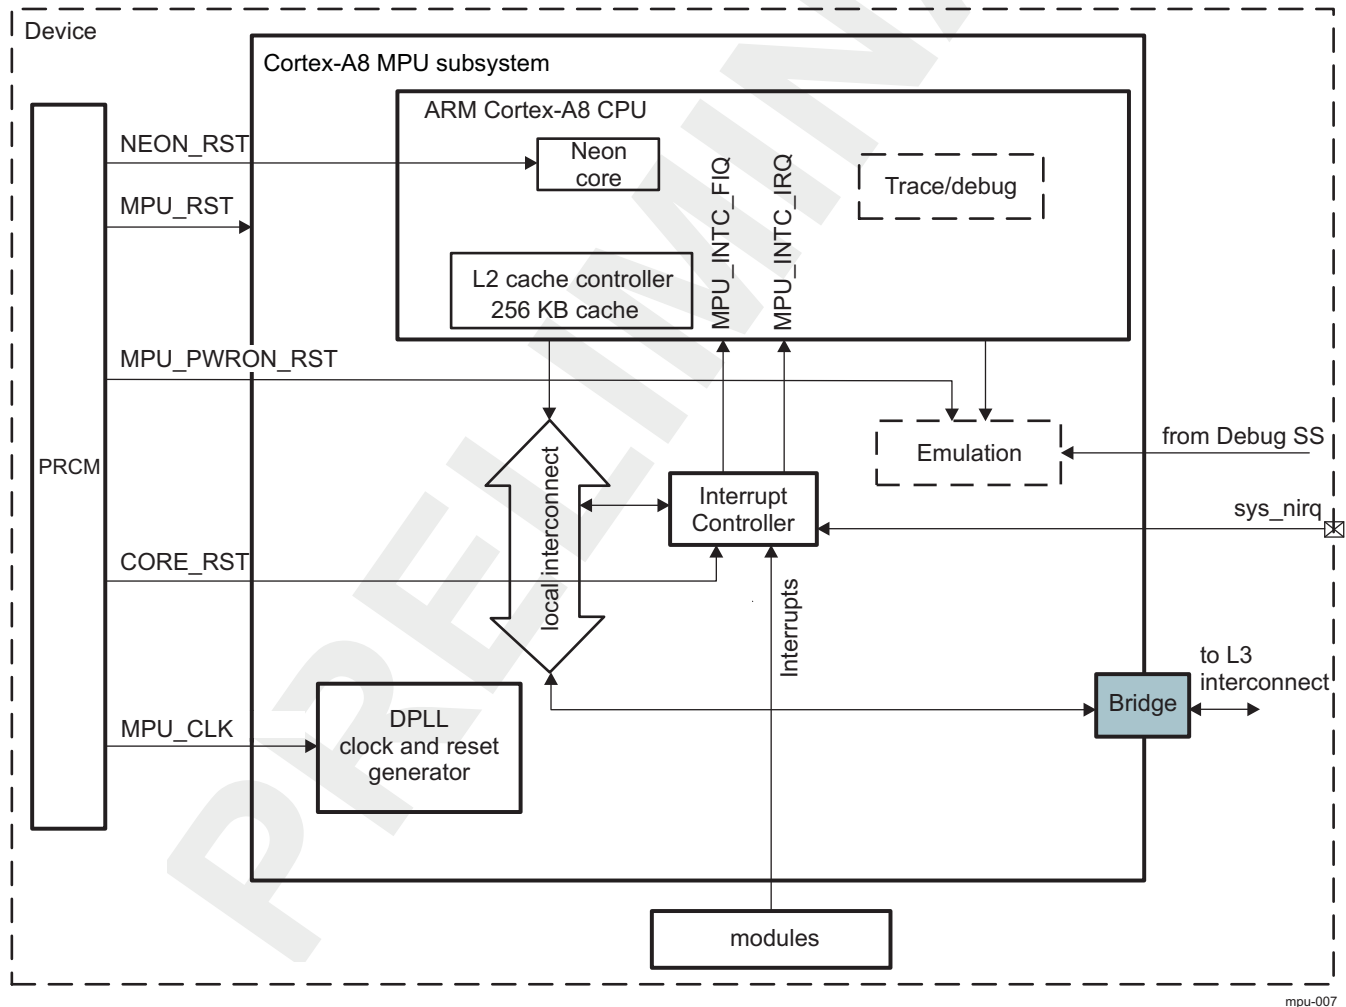 Device
Cortex-A8 MPU subsystem
ARM Cortex-A8 CPU
NEON_RST
Neon
core
MPU_INTC_FIQ
MPU_INTC_IRQ
Trace/debug
MPU_RST
L2 cache controller
256 KB cache
MPU_PWRON_RST
from Debug SS
Emulation
PRCM
local interconnect
Interrupt
Controller
sys_nirq
CORE_RST
Interrupts
to L3
interconnect
Bridge
MPU_CLK
DPLL
clock and reset
generator
modules
mpu-007
PRELIMINA